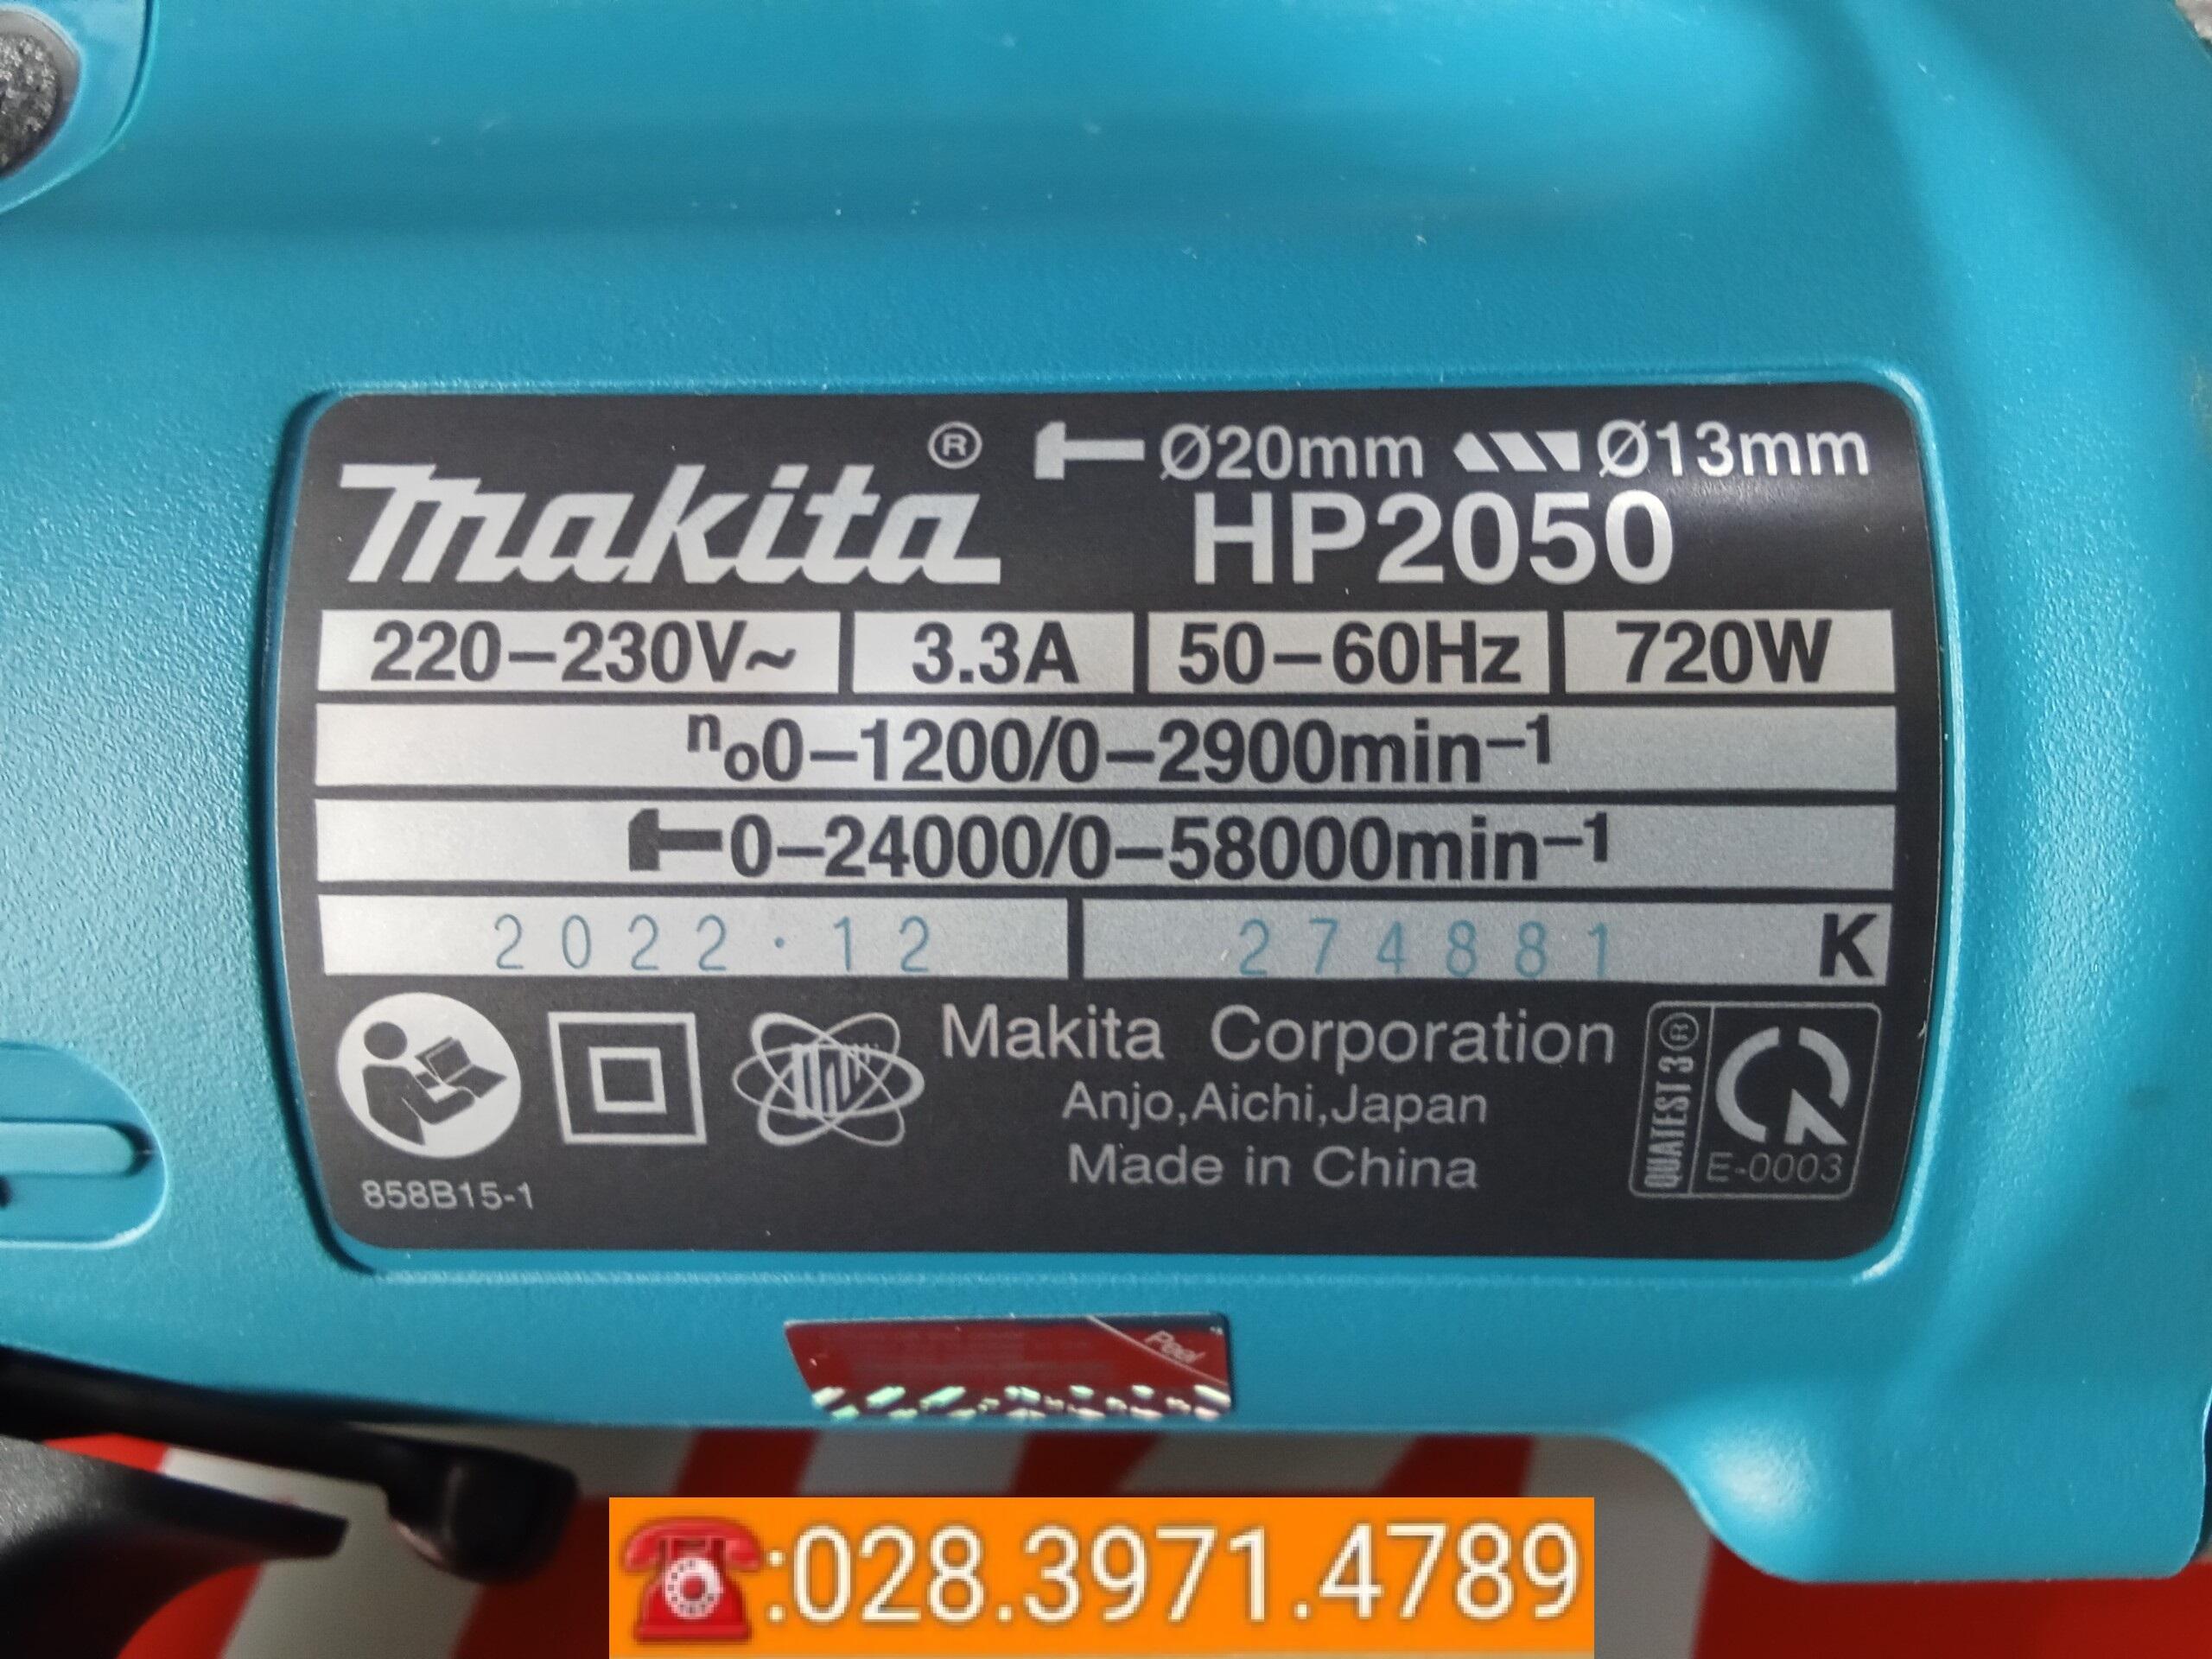 makita® Ø20mm Ø13mm
HP2050
220–230V~ 3.3A 50–60Hz 720W
n₀0–1200/0–2900min⁻¹
0–24000/0–58000min⁻¹
2022·12 274881 K
Makita Corporation
Anjo,Aichi,Japan
Made in China
858B15-1
QUATEST 3®
E-0003
Peel
:028.3971.4789